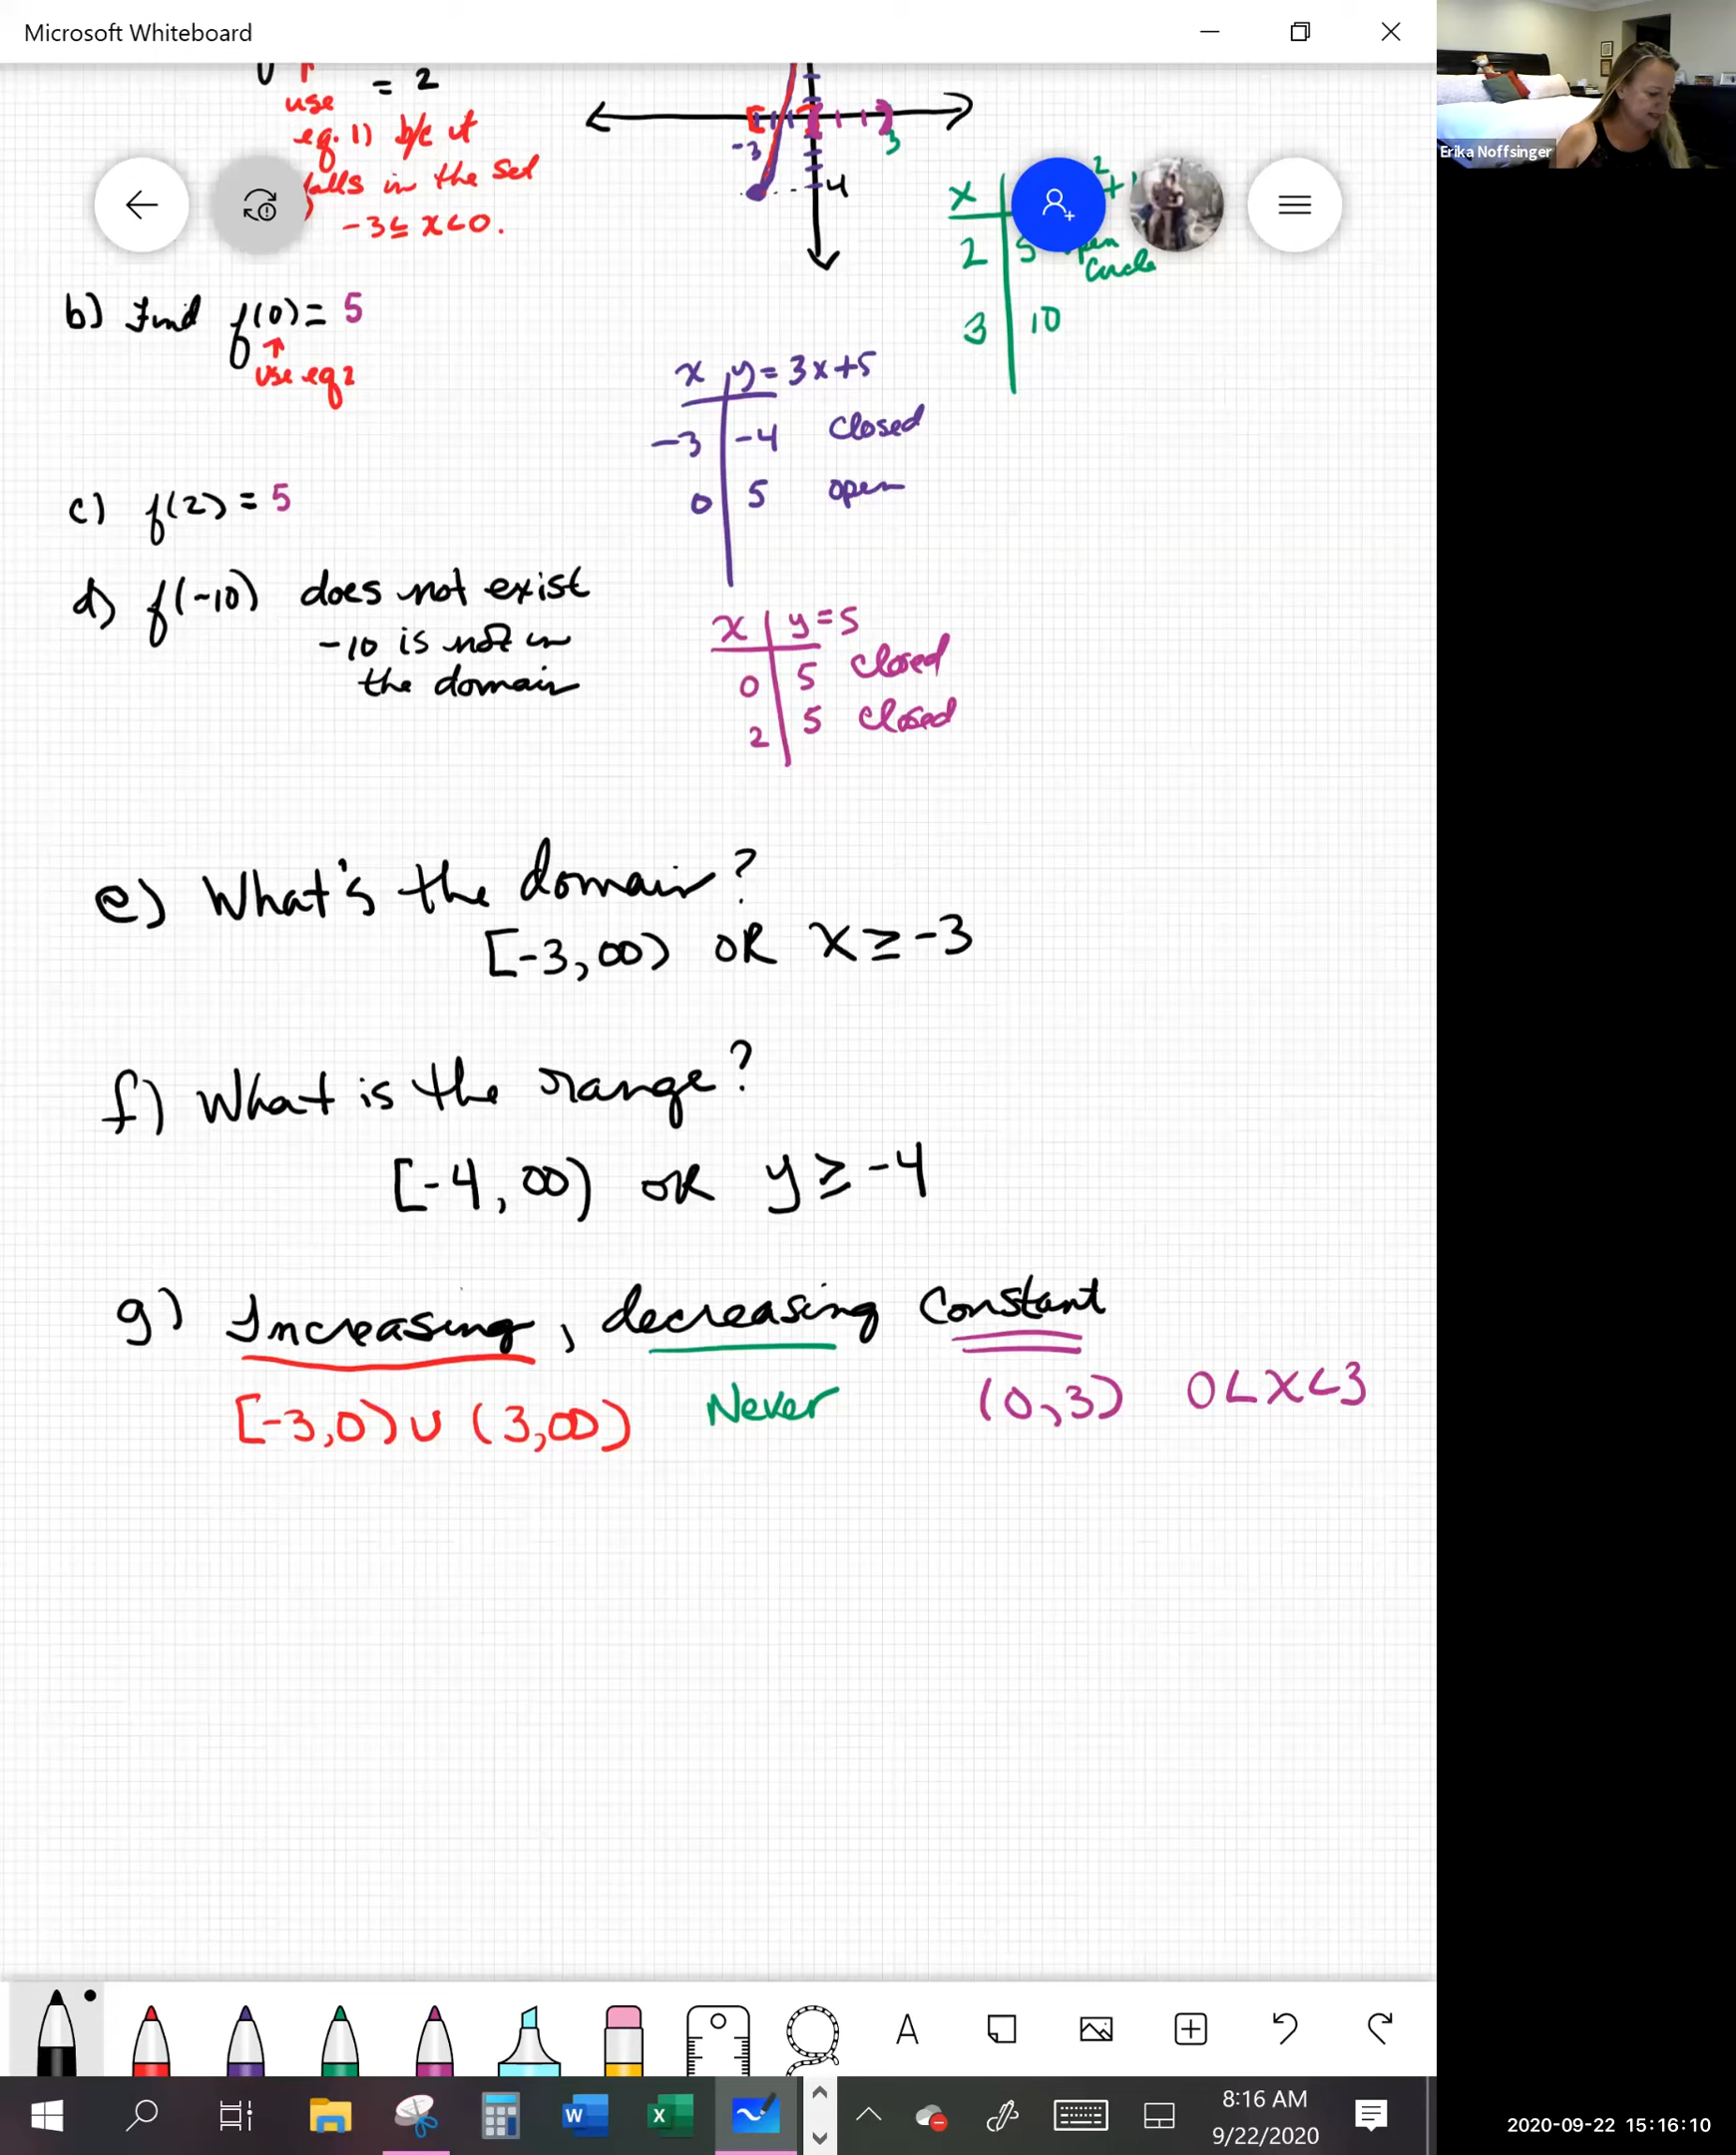 Microsoft Whiteboard
Erika Noffsinger
= 2
use
eq. 1) b/c it
falls in the set
-3 ≤ x < 0.
-3
3
4
x
2 5 open
circle
3 10
b) Find f(0) = 5
use eq 2
x y = 3x+5
-3 -4 closed
0 5 open
c) f(2) = 5
d) f(-10) does not exist
-10 is not in
the domain
x y = 5
0 5 closed
2 5 closed
e) What's the domain?
[-3, ∞) OR x ≥ -3
f) What is the range?
[-4, ∞) OR y ≥ -4
g) Increasing, decreasing Constant
[-3,0) ∪ (3,∞) Never (0,3) 0 < x < 3
8:16 AM
9/22/2020
2020-09-22 15:16:10